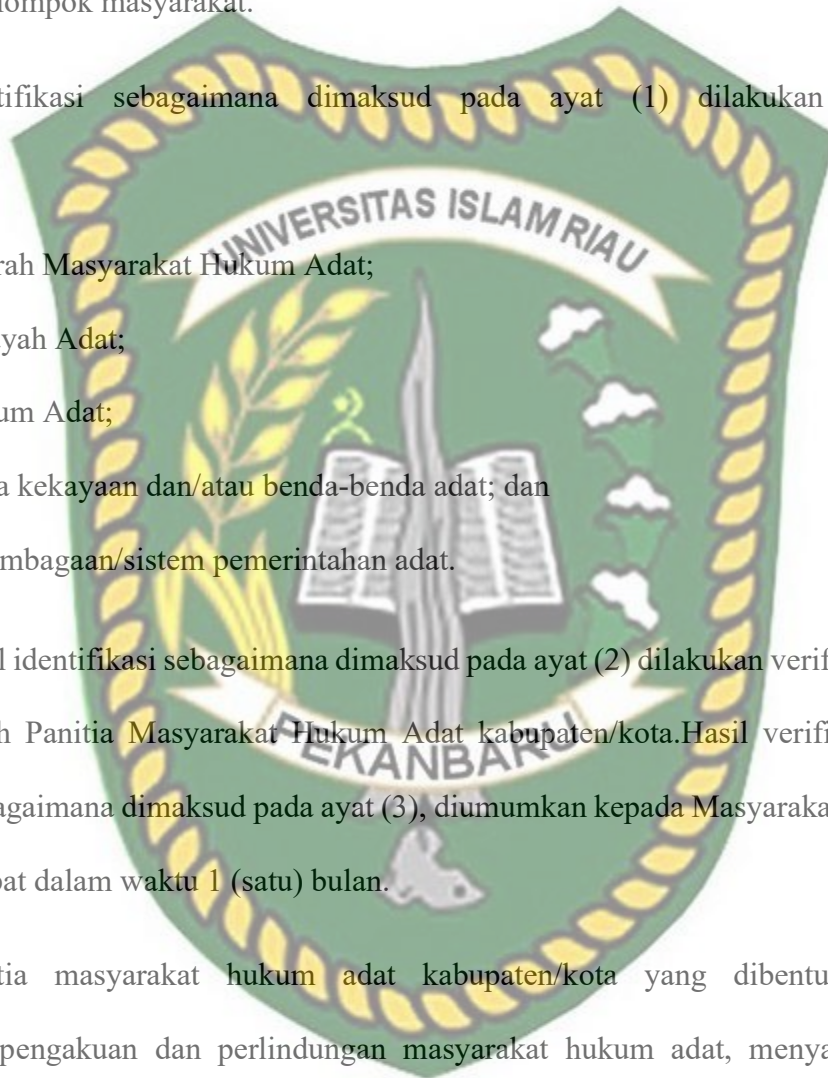 lompok masyarakat.
tifikasi sebagaimana dimaksud pada ayat (1) dilakukan
UNIVERSITAS ISLAM RIAU
rah Masyarakat Hukum Adat;
yah Adat;
um Adat;
a kekayaan dan/atau benda-benda adat; dan
mbagaan/sistem pemerintahan adat.
l identifikasi sebagaimana dimaksud pada ayat (2) dilakukan verif
h Panitia Masyarakat Hukum Adat kabupaten/kota.Hasil verifi
PEKANBARU
agaimana dimaksud pada ayat (3), diumumkan kepada Masyaraka
pat dalam waktu 1 (satu) bulan.
tia masyarakat hukum adat kabupaten/kota yang dibentu
pengakuan dan perlindungan masyarakat hukum adat, menya